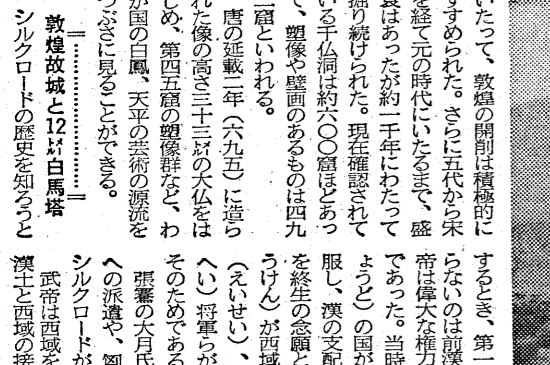 いたって、敦煌の開削は積極的に
すすめられた。さらに五代から宋
を経て元の時代にいたるまで、盛
衰はあったが約一千年にわたって
掘り続けられた。現在確認されて
いる千仏洞は約六〇〇窟ほどあっ
て、塑像や壁画のあるものは四九
二窟といわれる。
唐の延載二年（六九五）に造ら
れた像の高さ三十三㍍の大仏をは
じめ、第四五窟の塑像群など、わ
が国の白鳳、天平の芸術の源流を
つぶさに見ることができる。
敦煌故城と12㍍白馬塔
シルクロードの歴史を知ろうと
するとき、第一
らないのは前漢
帝は偉大な権力
であった。当時
ょうど）の国が
服し、漢の支配
を終生の念願と
うけん）が西域
（えいせい）、
へい）将軍らが
そのためである
張騫の大月氏
への派遣や、匈
シルクロードが
武帝は西域を
漢土と西域の接